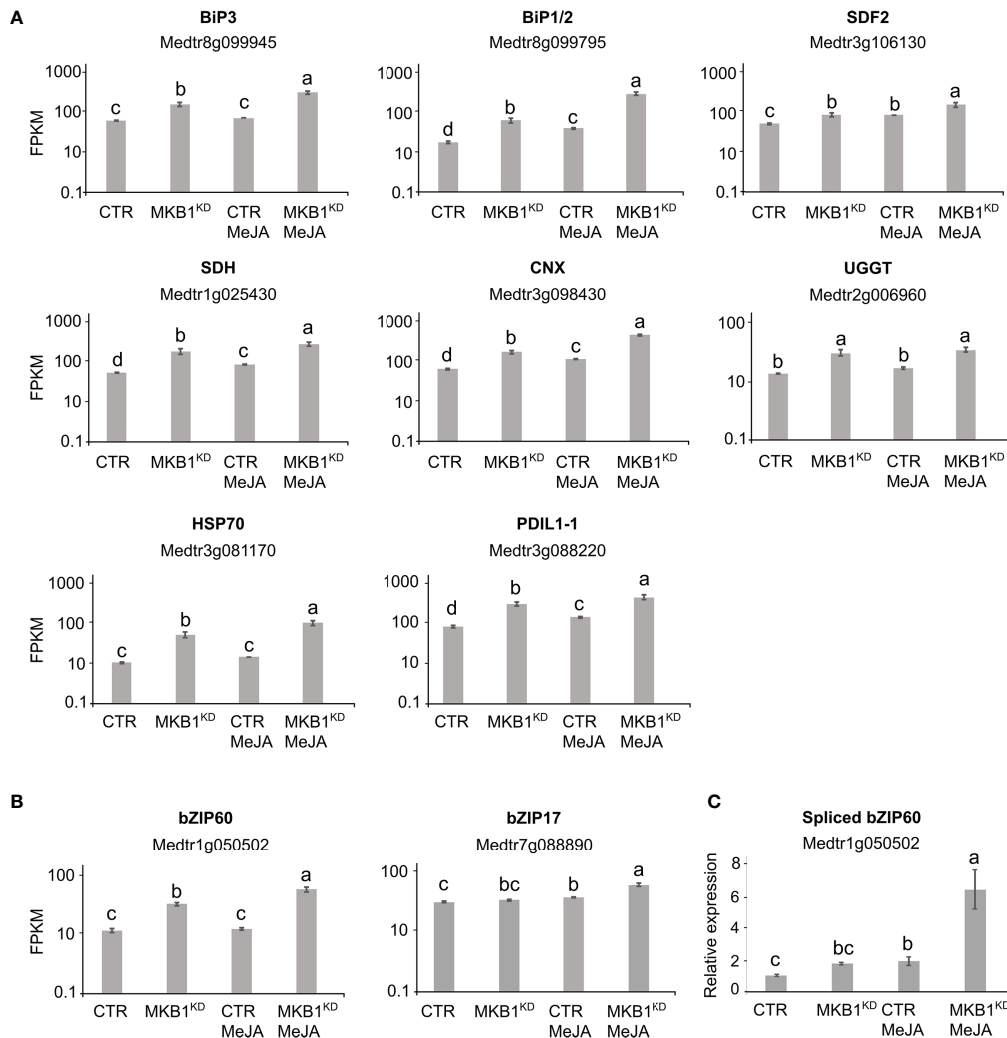 A
BiP3
Medtr8g099945
FPKM
1000
100
10
0.1
c
b
c
a
CTR
MKB1KD
CTR MeJA
MKB1KD MeJA
BiP1/2
Medtr8g099795
1000
100
10
0.1
d
b
c
a
CTR
MKB1KD
CTR MeJA
MKB1KD MeJA
SDF2
Medtr3g106130
1000
100
10
0.1
c
b
b
a
CTR
MKB1KD
CTR MeJA
MKB1KD MeJA
SDH
Medtr1g025430
FPKM
1000
100
10
0.1
d
b
c
a
CTR
MKB1KD
CTR MeJA
MKB1KD MeJA
CNX
Medtr3g098430
1000
100
10
0.1
d
b
c
a
CTR
MKB1KD
CTR MeJA
MKB1KD MeJA
UGGT
Medtr2g006960
100
10
0.1
b
a
b
a
CTR
MKB1KD
CTR MeJA
MKB1KD MeJA
HSP70
Medtr3g081170
FPKM
1000
100
10
0.1
c
b
c
a
CTR
MKB1KD
CTR MeJA
MKB1KD MeJA
PDIL1-1
Medtr3g088220
1000
100
10
0.1
d
b
c
a
CTR
MKB1KD
CTR MeJA
MKB1KD MeJA
B
bZIP60
Medtr1g050502
FPKM
100
10
0.1
c
b
c
a
CTR
MKB1KD
CTR MeJA
MKB1KD MeJA
bZIP17
Medtr7g088890
100
10
0.1
c
bc
b
a
CTR
MKB1KD
CTR MeJA
MKB1KD MeJA
C
Spliced bZIP60
Medtr1g050502
Relative expression
8
6
4
2
0
c
bc
b
a
CTR
MKB1KD
CTR MeJA
MKB1KD MeJA